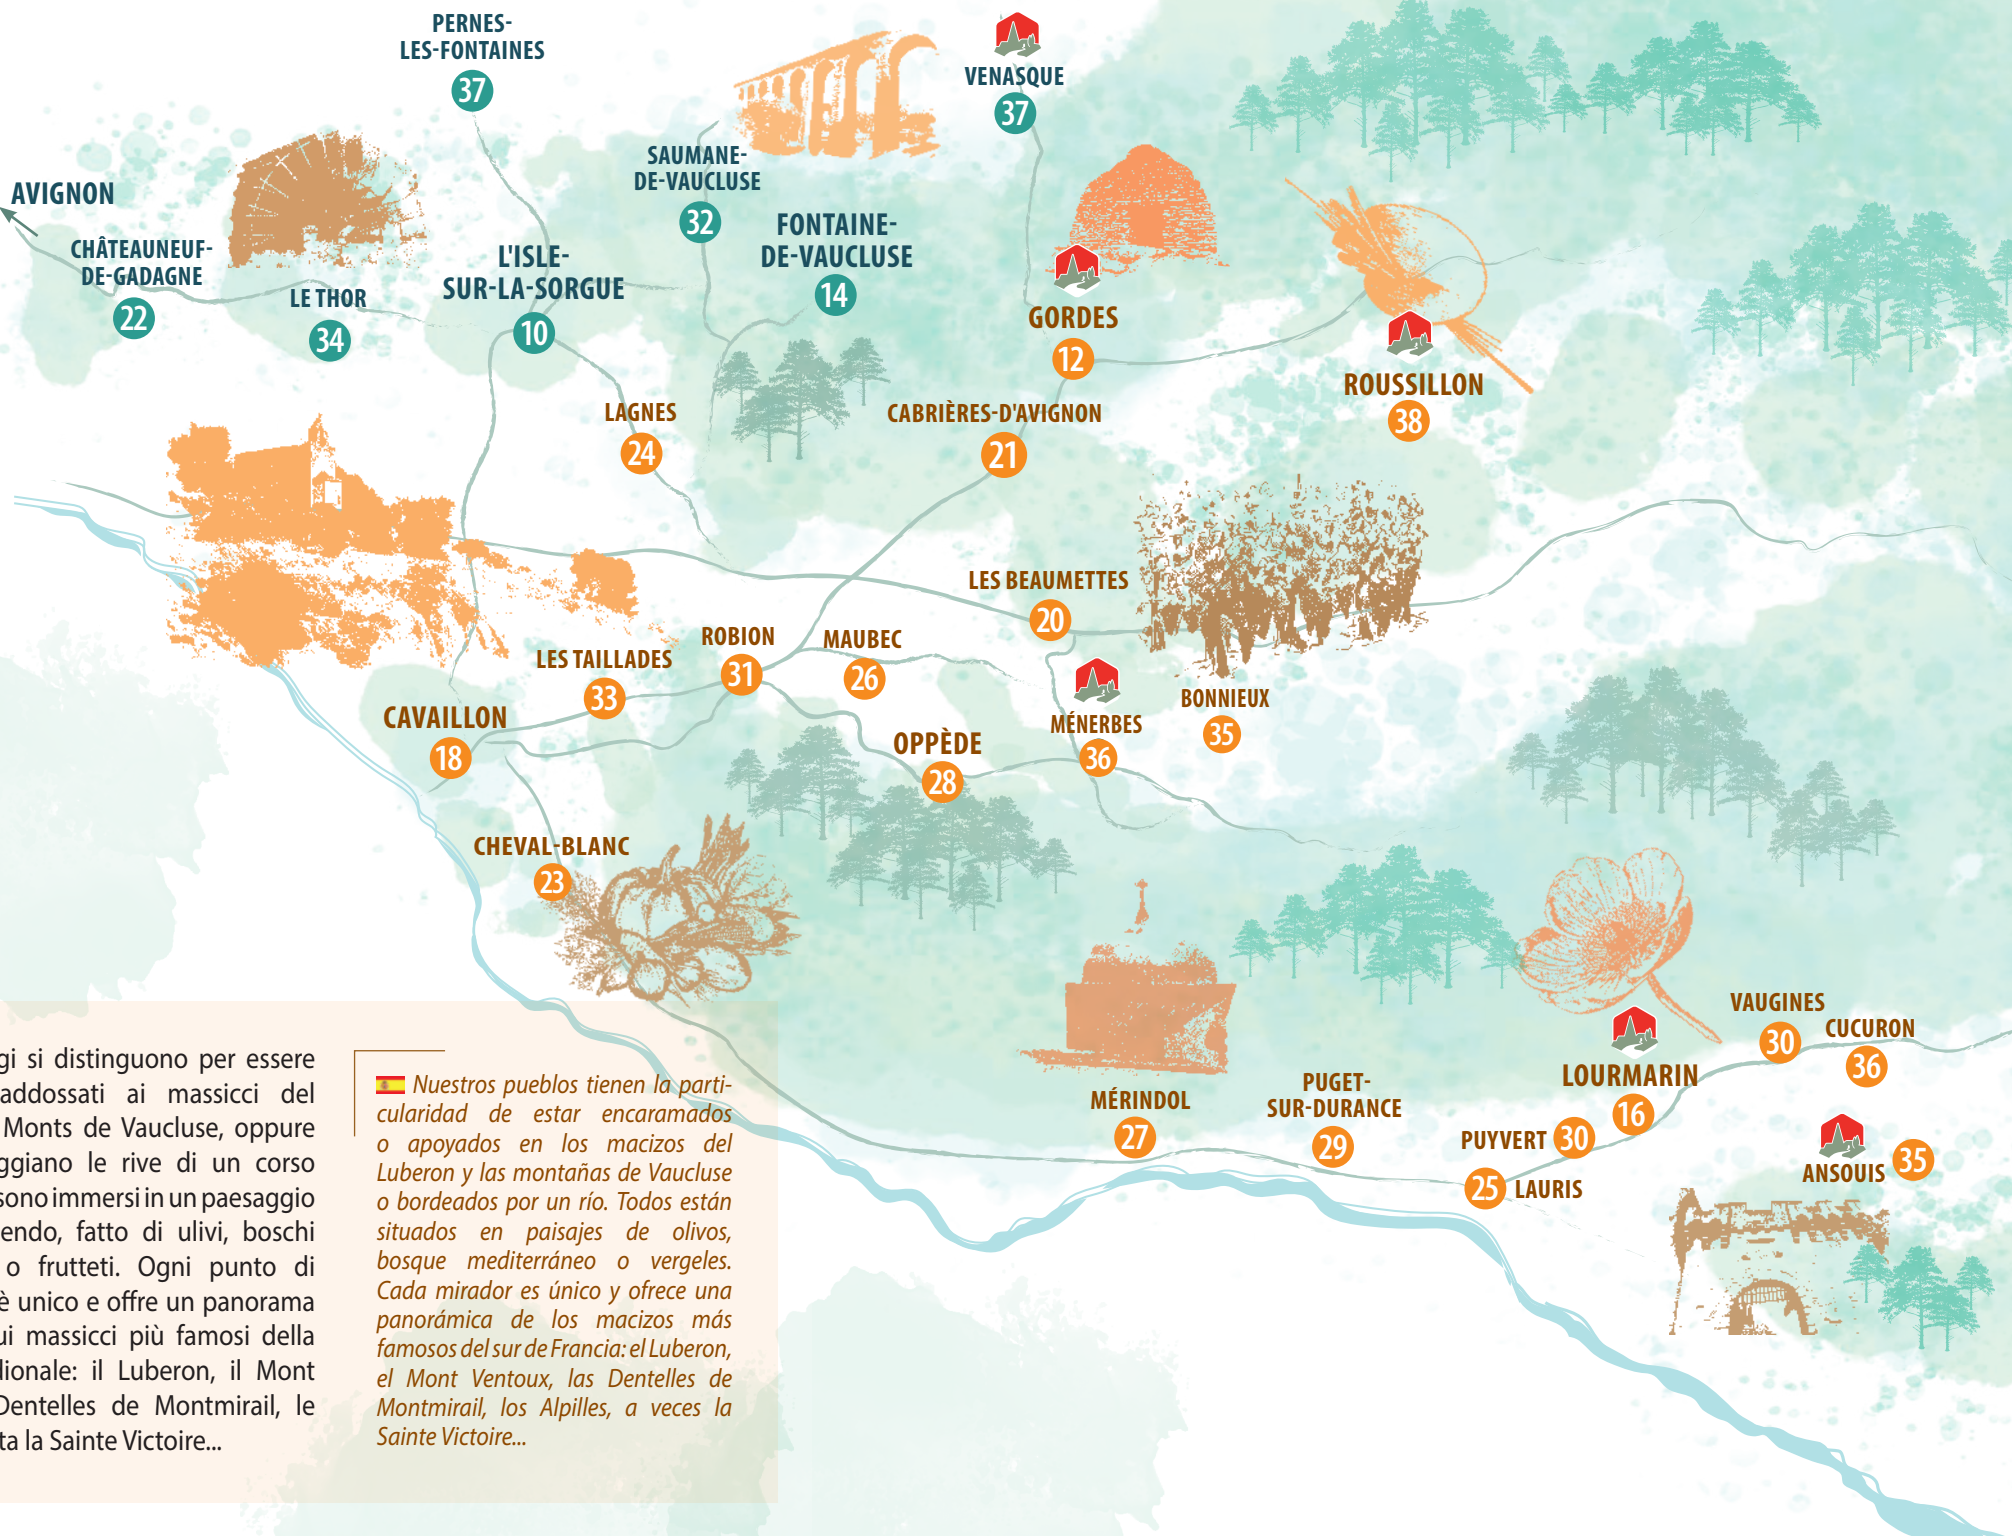 PERNES-
LES-FONTAINES
37
VENASQUE
37
SAUMANE-
DE-VAUCLUSE
32
AVIGNON
CHÂTEAUNEUF-
DE-GADAGNE
22
LE THOR
34
L'ISLE-
SUR-LA-SORGUE
10
FONTAINE-
DE-VAUCLUSE
14
GORDES
12
ROUSSILLON
38
LAGNES
24
CABRIÈRES-D'AVIGNON
21
LES BEAUMETTES
20
ROBION
31
MAUBEC
26
LES TAILLADES
33
CAVAILLON
18
OPPÈDE
28
MÉNERBES
36
BONNIEUX
35
CHEVAL-BLANC
23
MÉRINDOL
27
PUGET-
SUR-DURANCE
29
VAUGINES
30
CUCURON
36
LOURMARIN
16
PUYVERT 30
25 LAURIS
ANSOUIS 35
gi si distinguono per essere
addossati ai massicci del
Monts de Vaucluse, oppure
ggiano le rive di un corso
sono immersi in un paesaggio
endo, fatto di ulivi, boschi
o frutteti. Ogni punto di
è unico e offre un panorama
ui massicci più famosi della
dionale: il Luberon, il Mont
Dentelles de Montmirail, le
ta la Sainte Victoire...
Nuestros pueblos tienen la parti-
cularidad de estar encaramados
o apoyados en los macizos del
Luberon y las montañas de Vaucluse
o bordeados por un río. Todos están
situados en paisajes de olivos,
bosque mediterráneo o vergeles.
Cada mirador es único y ofrece una
panorámica de los macizos más
famosos del sur de Francia: el Luberon,
el Mont Ventoux, las Dentelles de
Montmirail, los Alpilles, a veces la
Sainte Victoire...